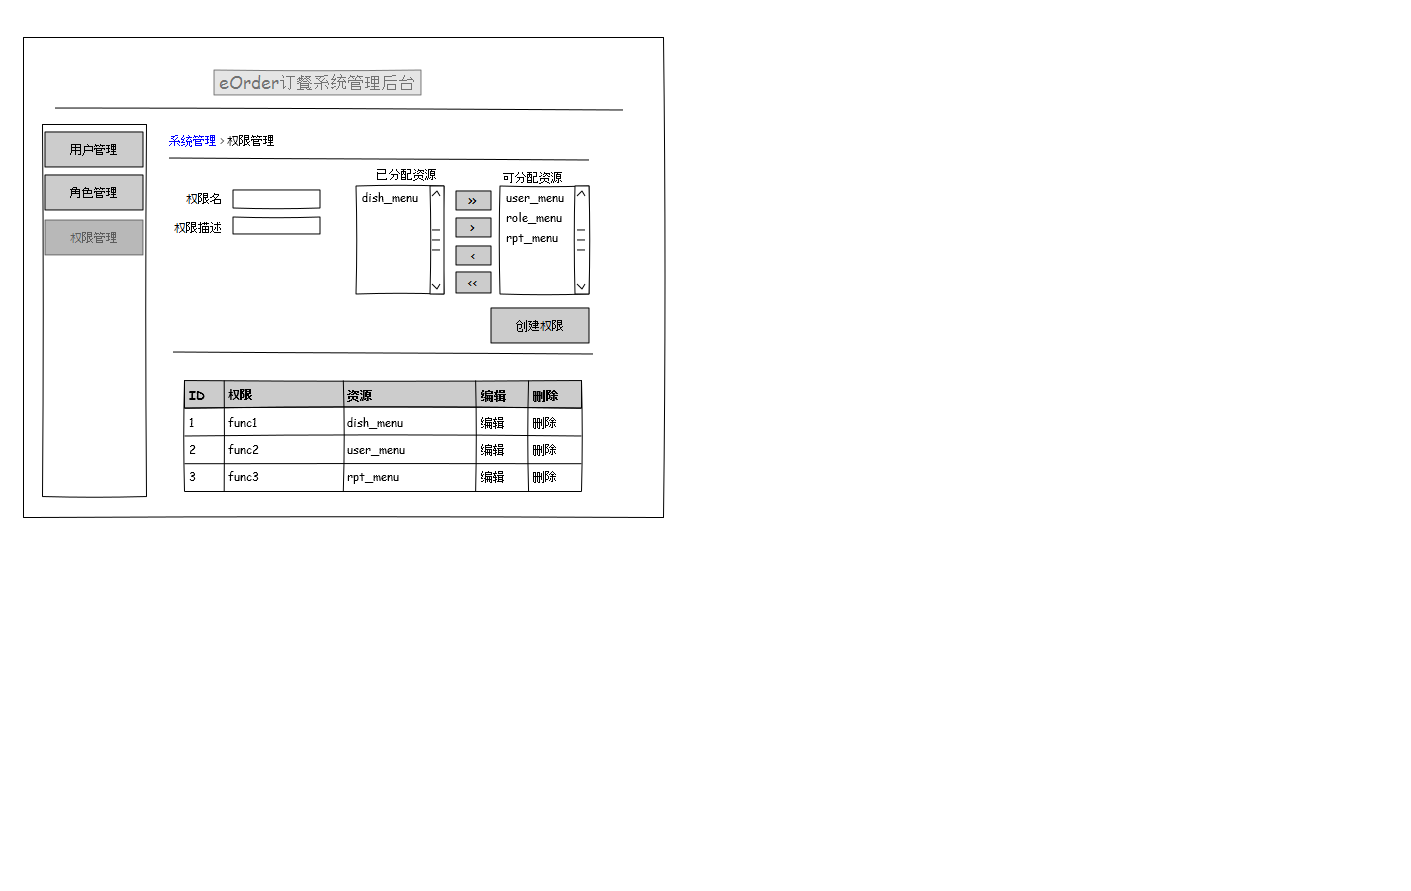 eOrder订餐系统管理后台
用户管理
角色管理
权限管理
系统管理 > 权限管理
权限名
权限描述
已分配资源
dish_menu
>>
>
<
<<
可分配资源
user_menu
role_menu
rpt_menu
创建权限
ID 权限 资源 编辑 删除
1 func1 dish_menu 编辑 删除
2 func2 user_menu 编辑 删除
3 func3 rpt_menu 编辑 删除